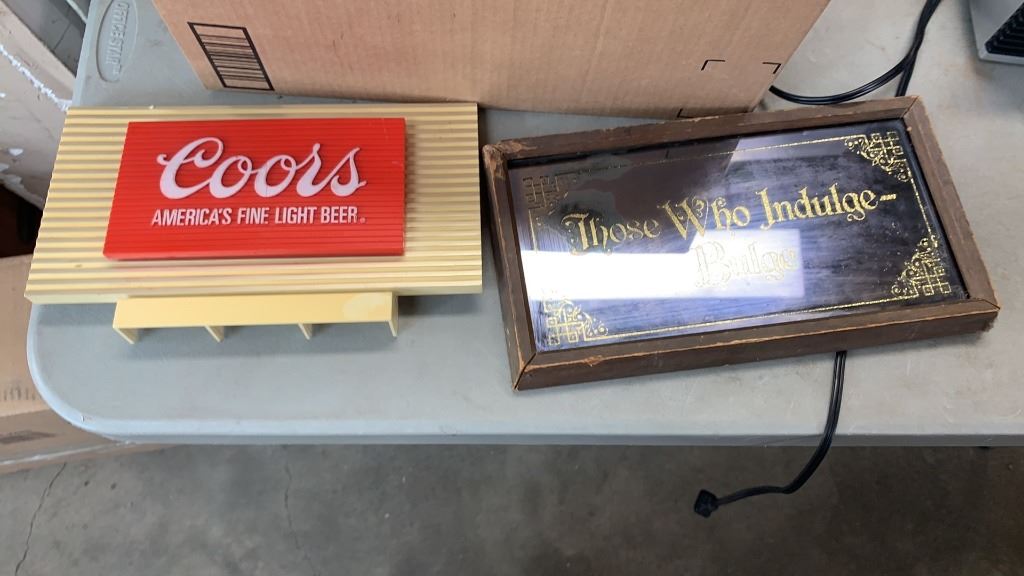 Coors
AMERICA'S FINE LIGHT BEER.
Those Who Indulge—
Bulge